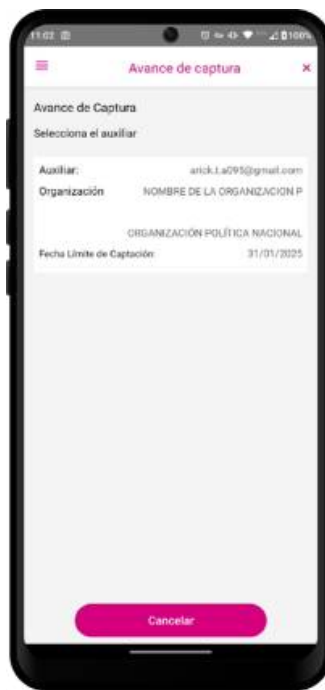 11:02 100%
Avance de captura ×
Avance de Captura
Selecciona el auxiliar
Auxiliar: arick.t.a095@gmail.com
Organización NOMBRE DE LA ORGANIZACION P
ORGANIZACIÓN POLÍTICA NACIONAL
Fecha Límite de Captación: 31/01/2025
Cancelar